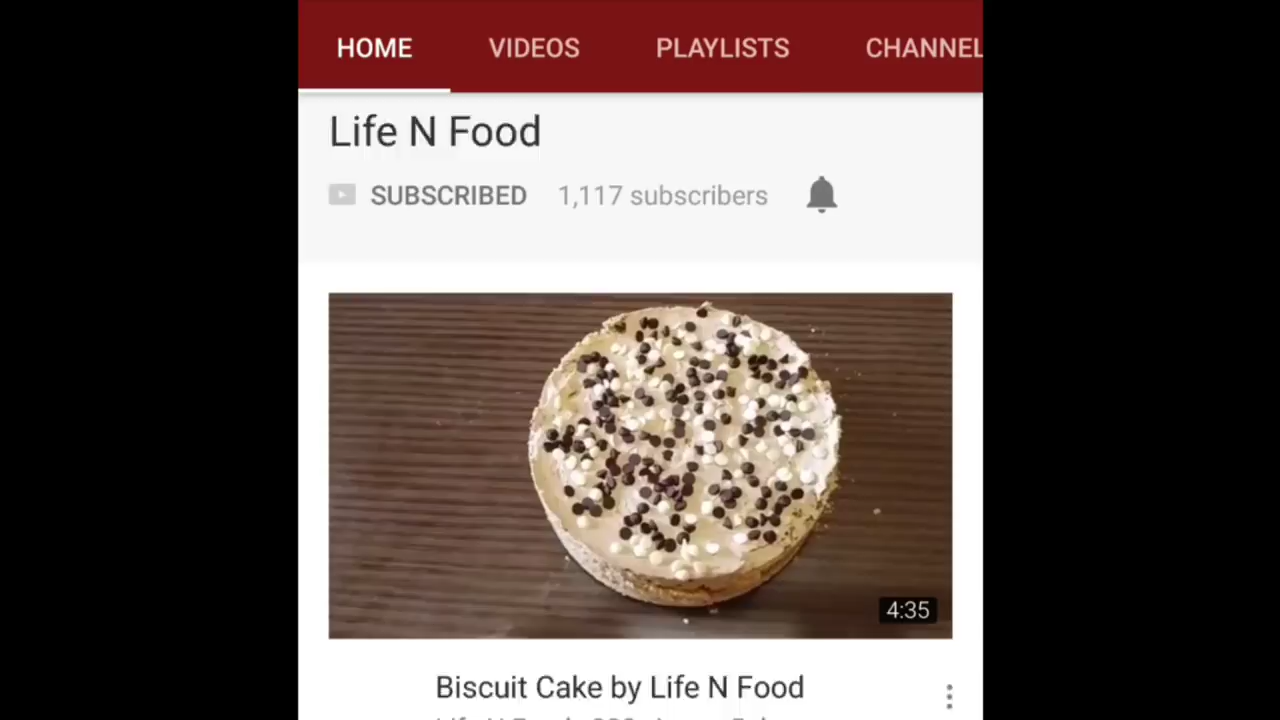 HOME VIDEOS PLAYLISTS CHANNEL
Life N Food
SUBSCRIBED 1,117 subscribers
4:35
Biscuit Cake by Life N Food